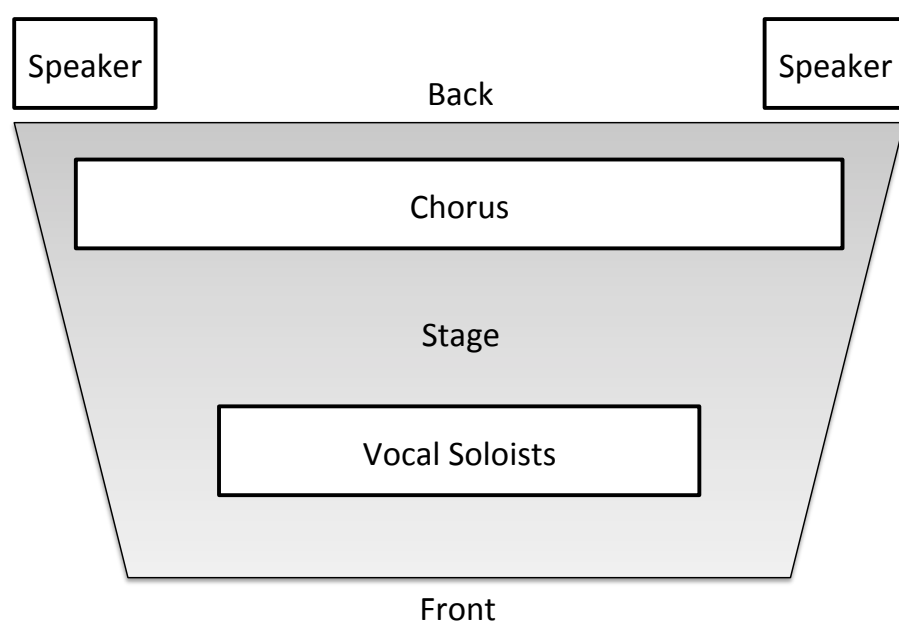 Speaker
Speaker
Back
Chorus
Stage
Vocal Soloists
Front